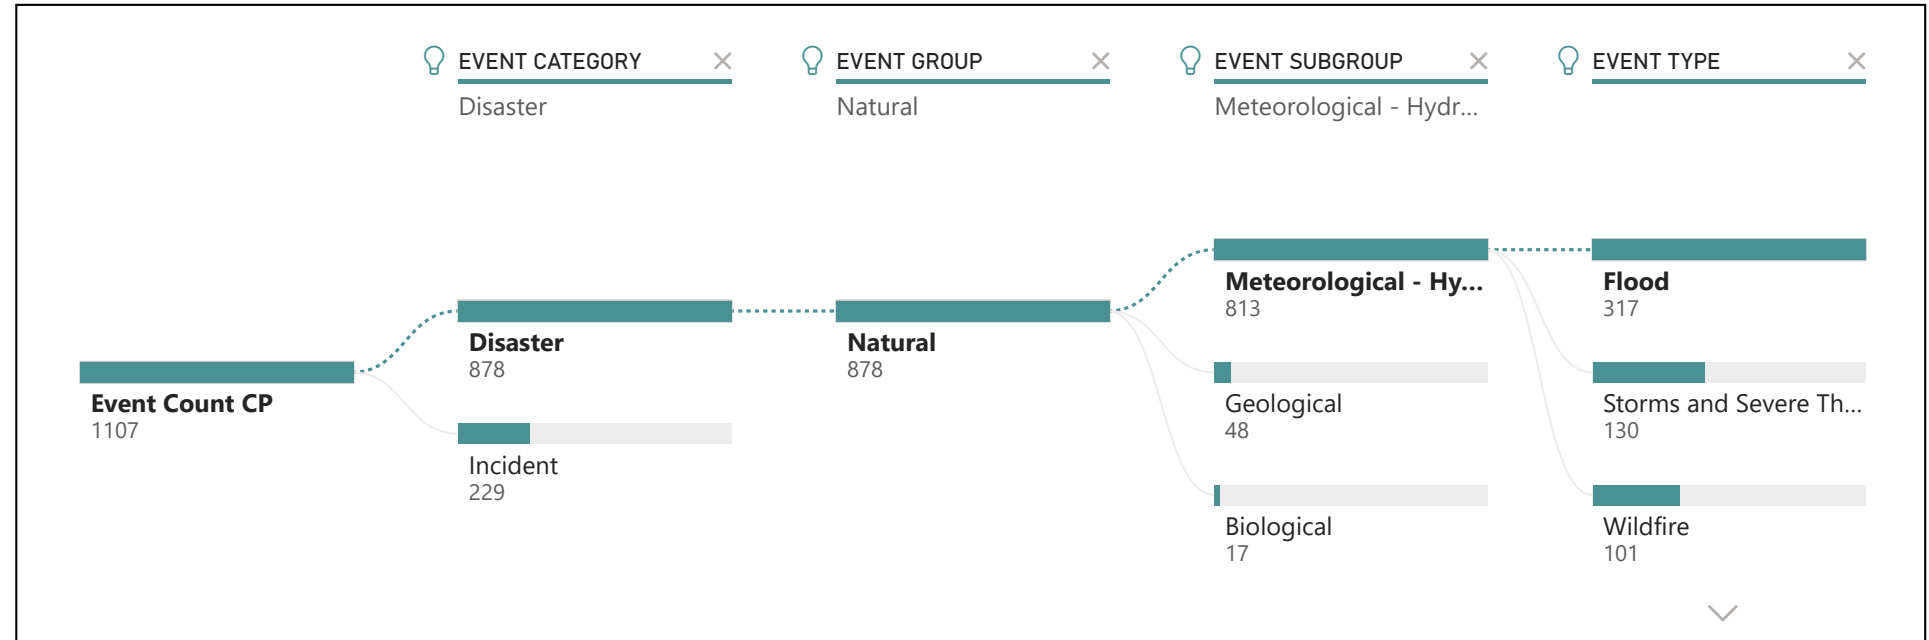 EVENT CATEGORY
Disaster
EVENT GROUP
Natural
EVENT SUBGROUP
Meteorological - Hydr...
EVENT TYPE
Event Count CP
1107
Disaster
878
Incident
229
Natural
878
Meteorological - Hy...
813
Geological
48
Biological
17
Flood
317
Storms and Severe Th...
130
Wildfire
101